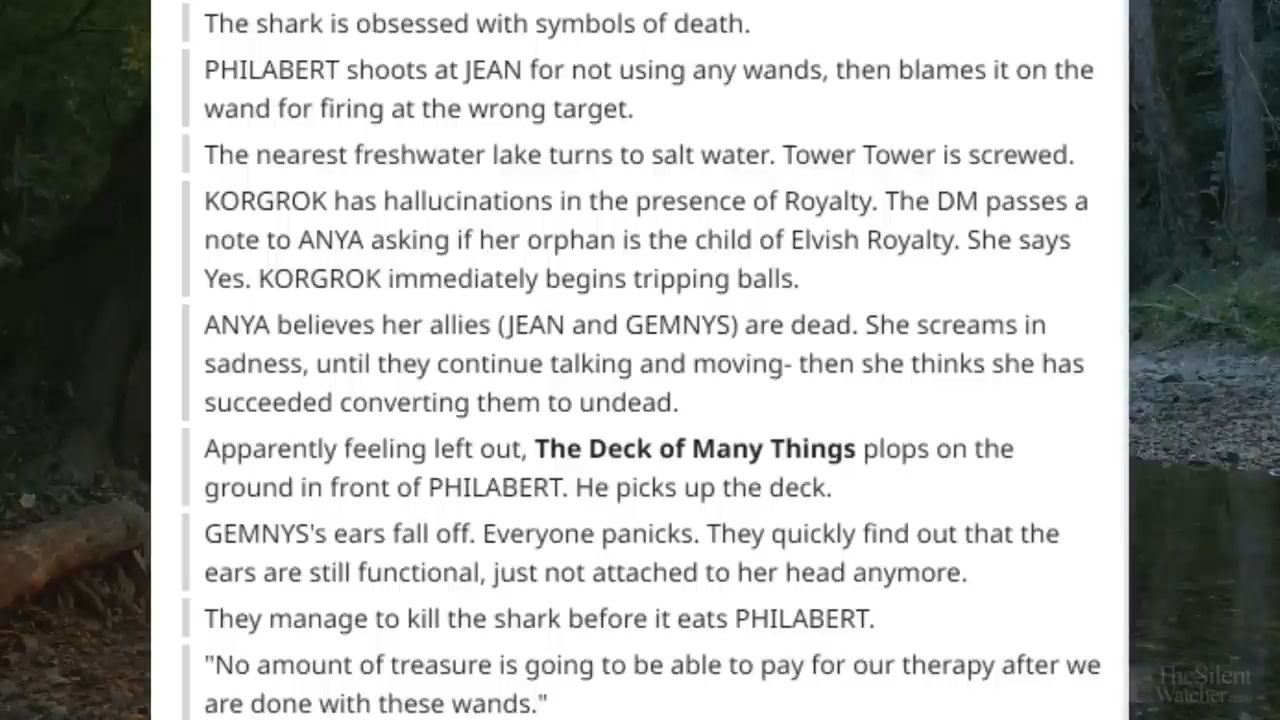 The shark is obsessed with symbols of death.
PHILABERT shoots at JEAN for not using any wands, then blames it on the
wand for firing at the wrong target.
The nearest freshwater lake turns to salt water. Tower Tower is screwed.
KORGROK has hallucinations in the presence of Royalty. The DM passes a
note to ANYA asking if her orphan is the child of Elvish Royalty. She says
Yes. KORGROK immediately begins tripping balls.
ANYA believes her allies (JEAN and GEMNYS) are dead. She screams in
sadness, until they continue talking and moving- then she thinks she has
succeeded converting them to undead.
Apparently feeling left out, The Deck of Many Things plops on the
ground in front of PHILABERT. He picks up the deck.
GEMNYS's ears fall off. Everyone panicks. They quickly find out that the
ears are still functional, just not attached to her head anymore.
They manage to kill the shark before it eats PHILABERT.
"No amount of treasure is going to be able to pay for our therapy after we
are done with these wands."
TheSilent
Watcher.com